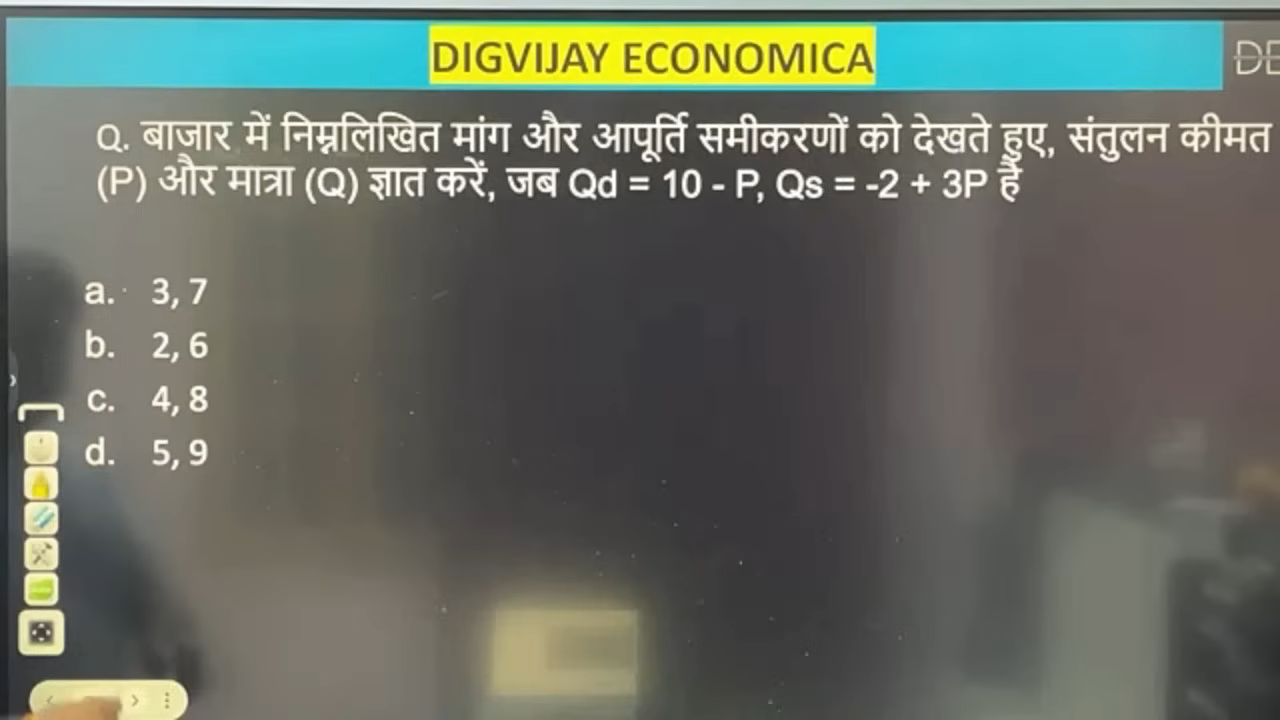 DIGVIJAY ECONOMICA
Q. बाजार में निम्नलिखित मांग और आपूर्ति समीकरणों को देखते हुए, संतुलन कीमत
(P) और मात्रा (Q) ज्ञात करें, जब Qd = 10 - P, Qs = -2 + 3P है
a. 3, 7
b. 2, 6
c. 4, 8
d. 5, 9